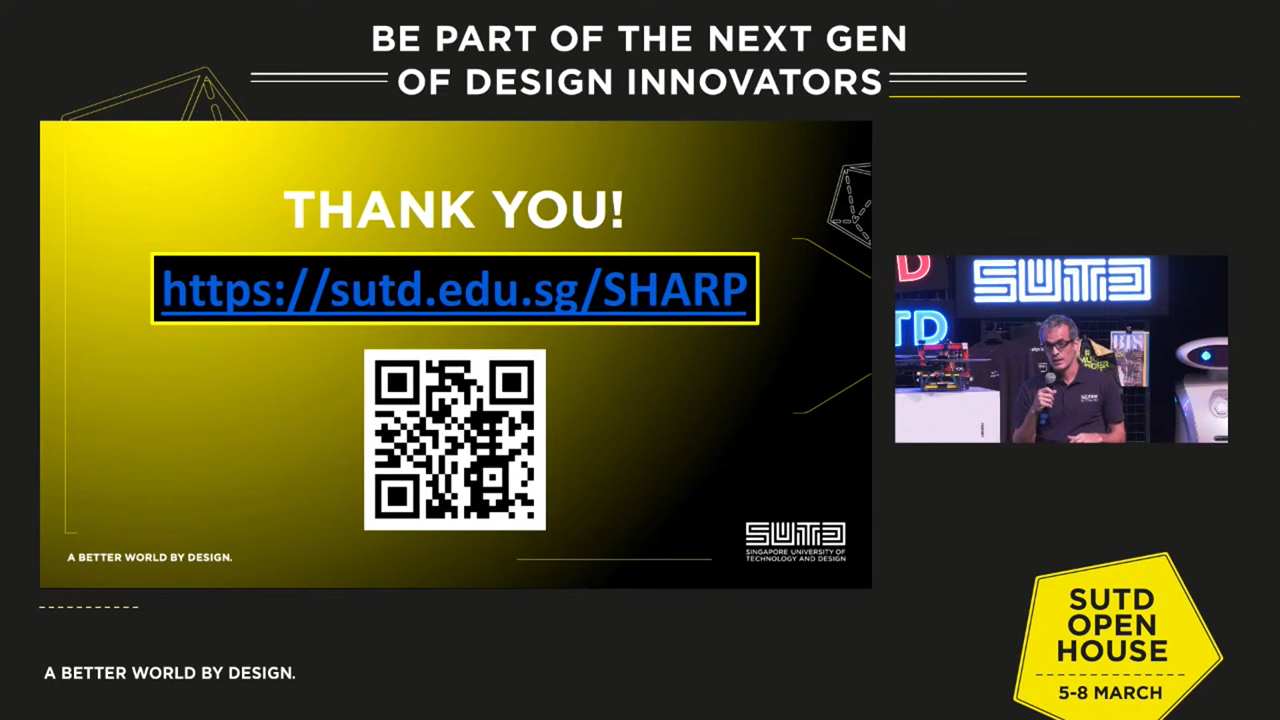 BE PART OF THE NEXT GEN
OF DESIGN INNOVATORS
THANK YOU!
https://sutd.edu.sg/SHARP
A BETTER WORLD BY DESIGN.
SUTD
SINGAPORE UNIVERSITY OF
TECHNOLOGY AND DESIGN
D
SUTD
TD
BTS
SUTD
OPEN
HOUSE
5-8 MARCH
A BETTER WORLD BY DESIGN.